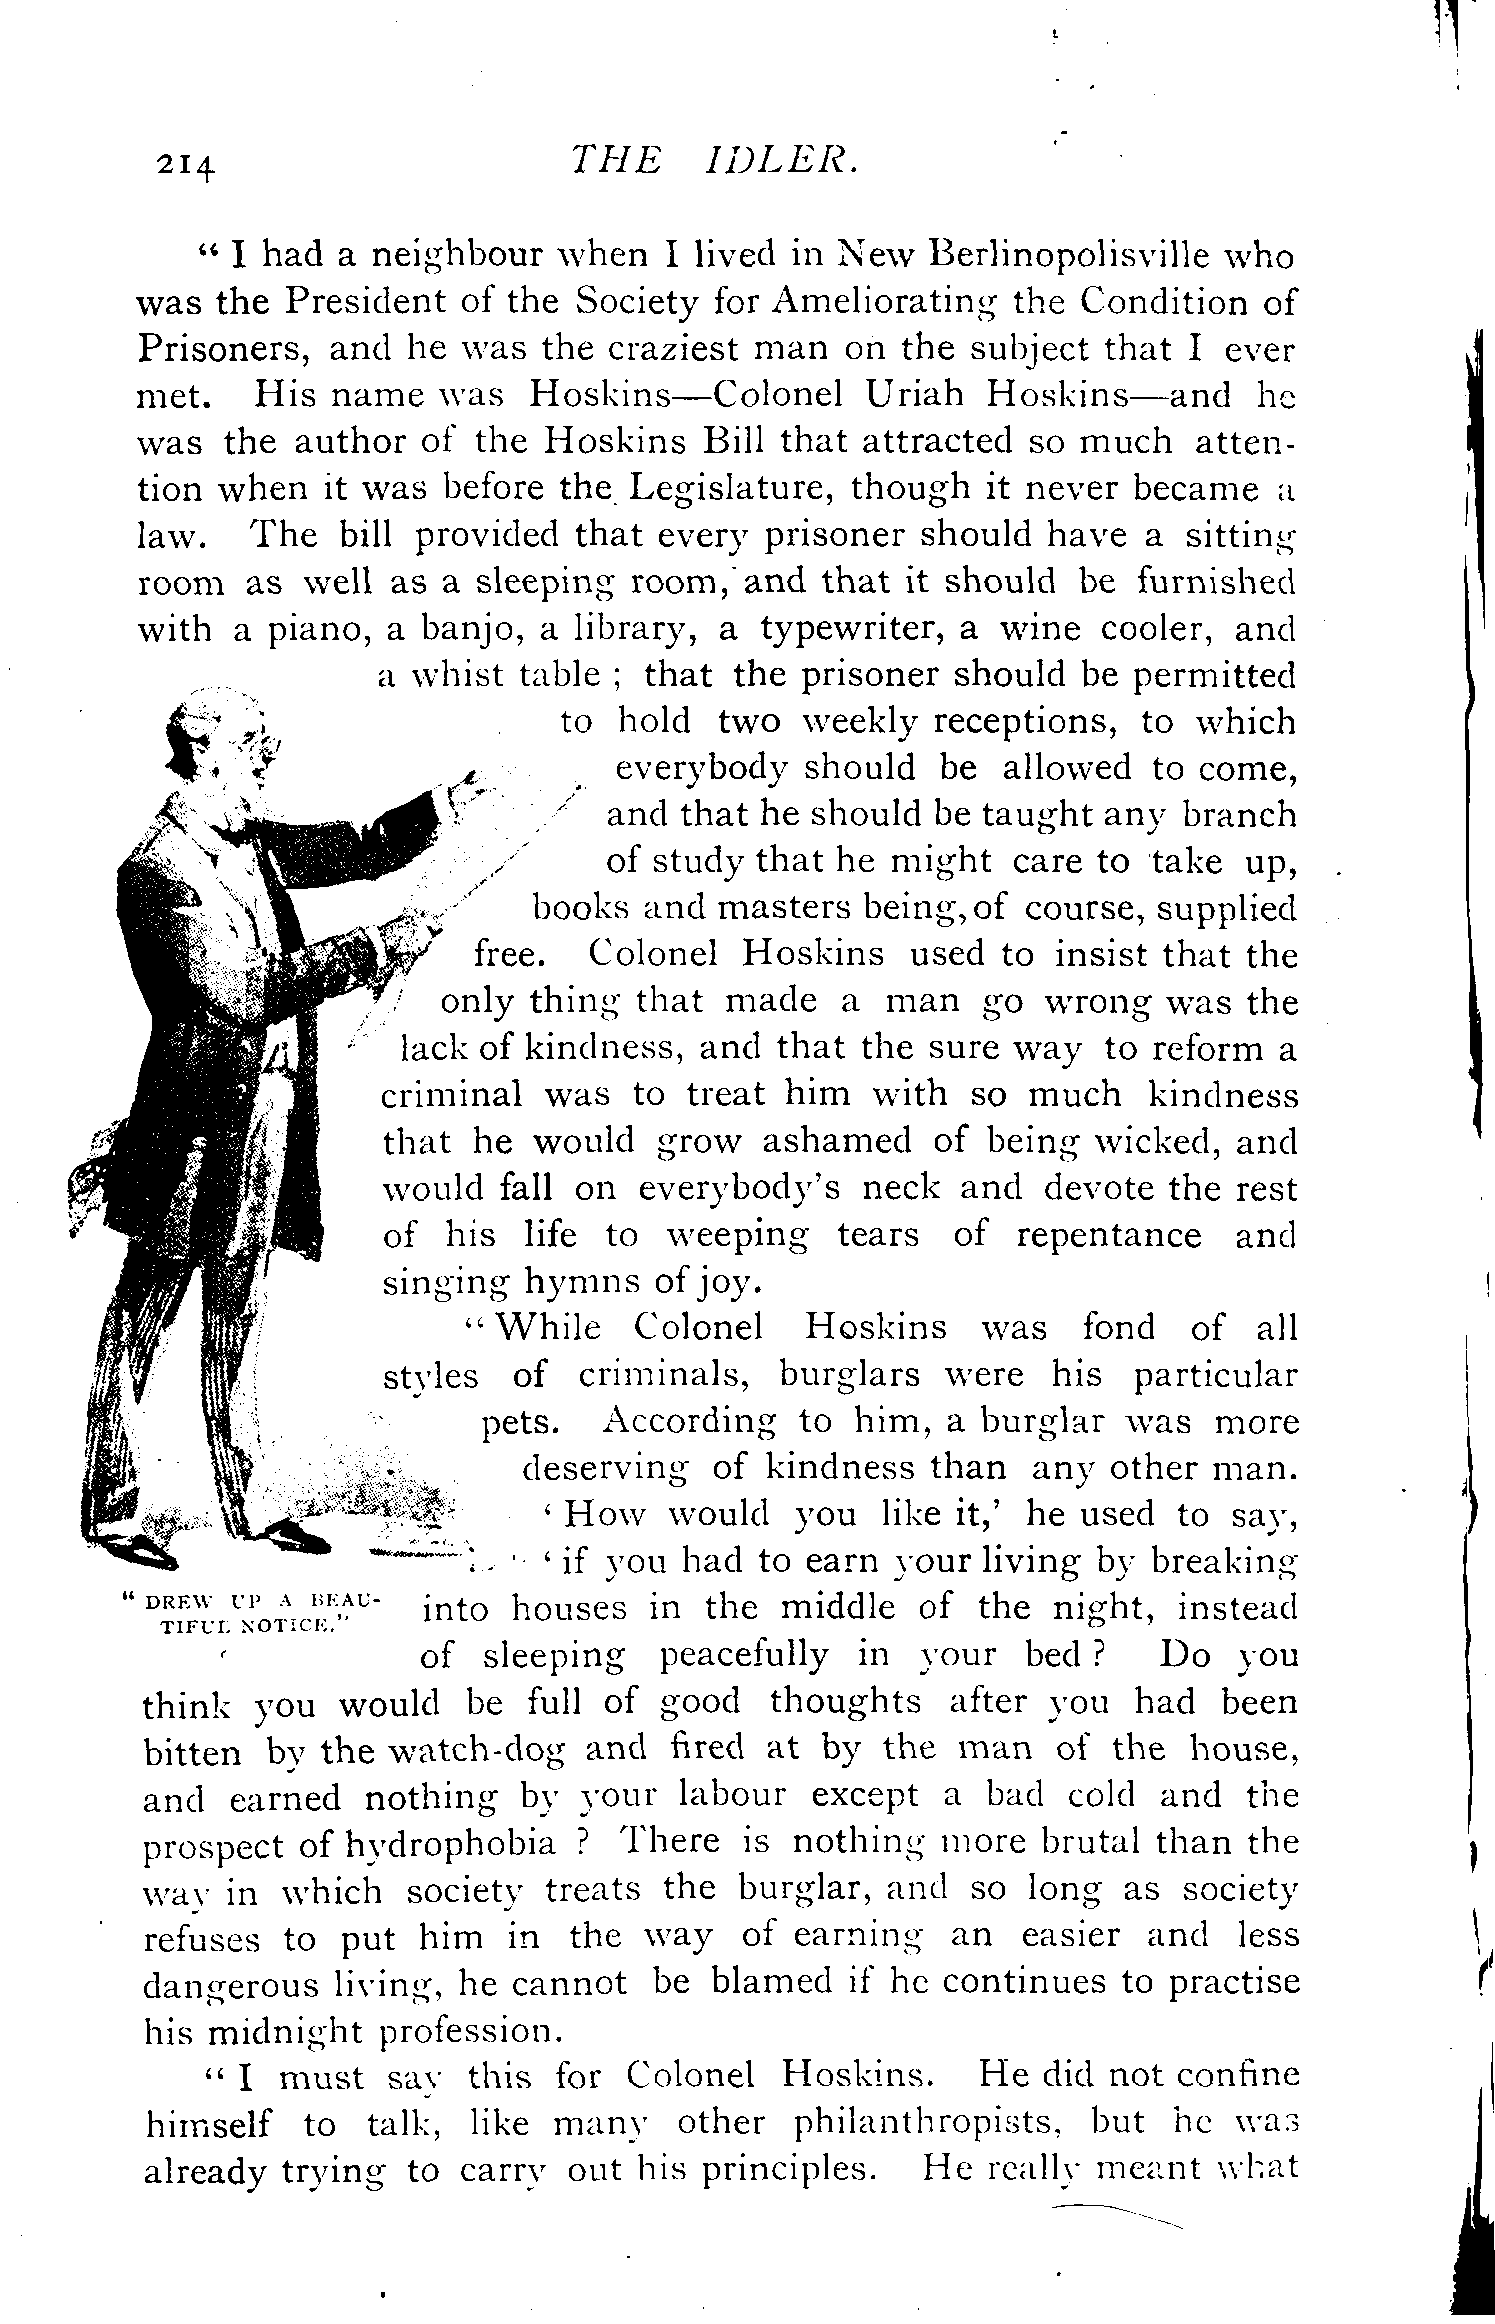 214 THE IDLER.
“ I had a neighbour when I lived in New Berlinopolisville who
was the President of the Society for Ameliorating the Condition of
Prisoners, and he was the craziest man on the subject that I ever
met. His name was Hoskins—Colonel Uriah Hoskins—and he
was the author of the Hoskins Bill that attracted so much atten-
tion when it was before the Legislature, though it never became a
law. The bill provided that every prisoner should have a sitting
room as well as a sleeping room, and that it should be furnished
with a piano, a banjo, a library, a typewriter, a wine cooler, and
a whist table ; that the prisoner should be permitted
to hold two weekly receptions, to which
everybody should be allowed to come,
and that he should be taught any branch
of study that he might care to take up,
books and masters being, of course, supplied
free. Colonel Hoskins used to insist that the
only thing that made a man go wrong was the
lack of kindness, and that the sure way to reform a
criminal was to treat him with so much kindness
that he would grow ashamed of being wicked, and
would fall on everybody's neck and devote the rest
of his life to weeping tears of repentance and
singing hymns of joy.
“ While Colonel Hoskins was fond of all
styles of criminals, burglars were his particular
pets. According to him, a burglar was more
deserving of kindness than any other man.
‘ How would you like it,’ he used to say,
‘ if you had to earn your living by breaking
into houses in the middle of the night, instead
of sleeping peacefully in your bed ? Do you
think you would be full of good thoughts after you had been
bitten by the watch-dog and fired at by the man of the house,
and earned nothing by your labour except a bad cold and the
prospect of hydrophobia ? There is nothing more brutal than the
way in which society treats the burglar, and so long as society
refuses to put him in the way of earning an easier and less
dangerous living, he cannot be blamed if he continues to practise
his midnight profession.
“ I must say this for Colonel Hoskins. He did not confine
himself to talk, like many other philanthropists, but he was
already trying to carry out his principles. He really meant what
“ DREW UP A BEAU-
TIFUL NOTICE.”